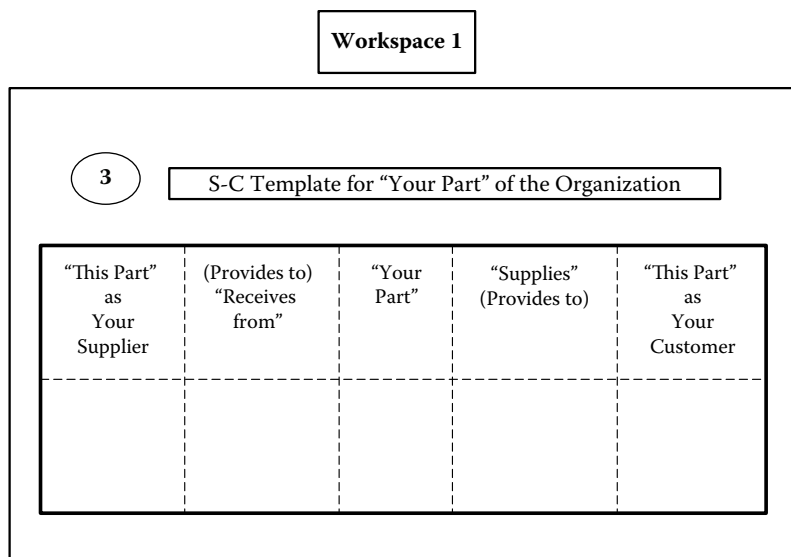 Workspace 1
3
S-C Template for “Your Part” of the Organization
“This Part”
as
Your
Supplier
(Provides to)
“Receives
from”
“Your
Part”
“Supplies”
(Provides to)
“This Part”
as
Your
Customer